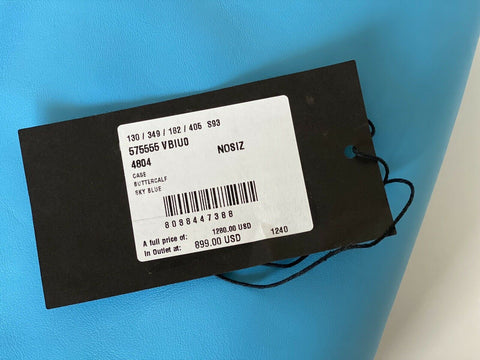 130 / 349 / 182 / 405 S93
575555 VBIU0 NOSIZ
4804
CASE
BUTTERCALF
SKY BLUE
8088447388
A full price of: 1280.00 USD
In Outlet at: 899.00 USD 1240